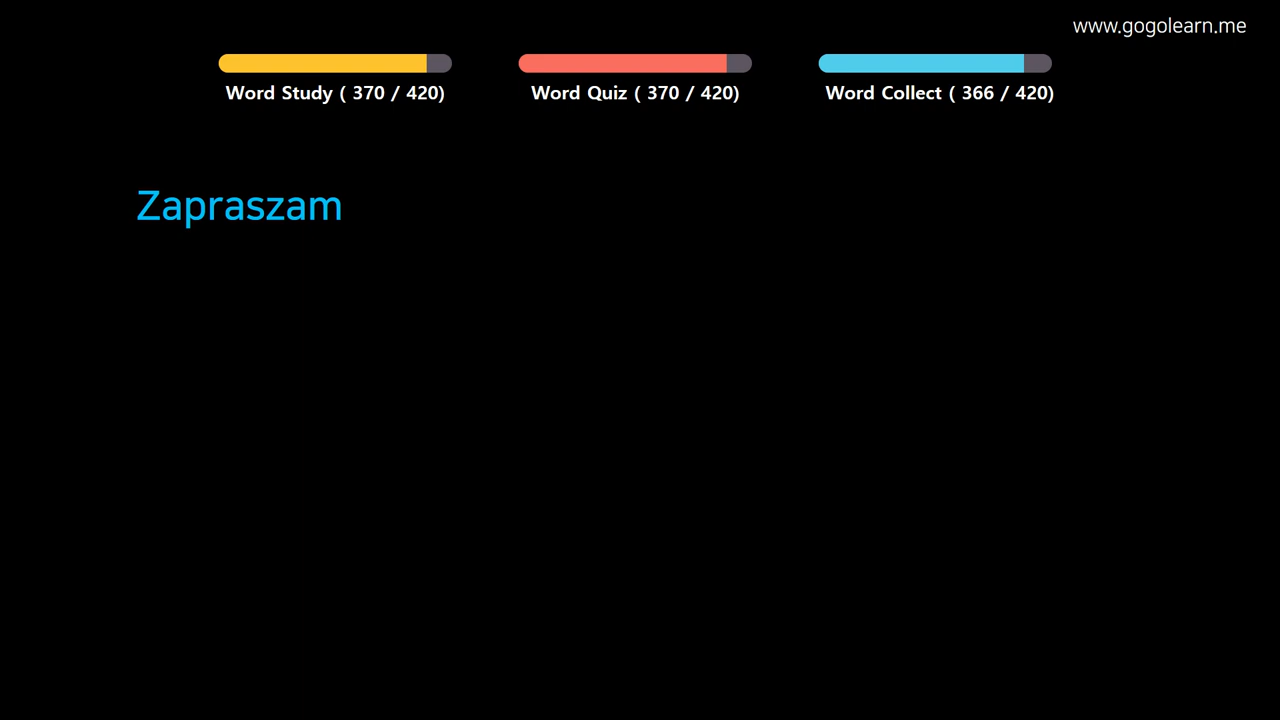 www.gogolearn.me
Word Study ( 370 / 420)
Word Quiz ( 370 / 420)
Word Collect ( 366 / 420)
Zapraszam